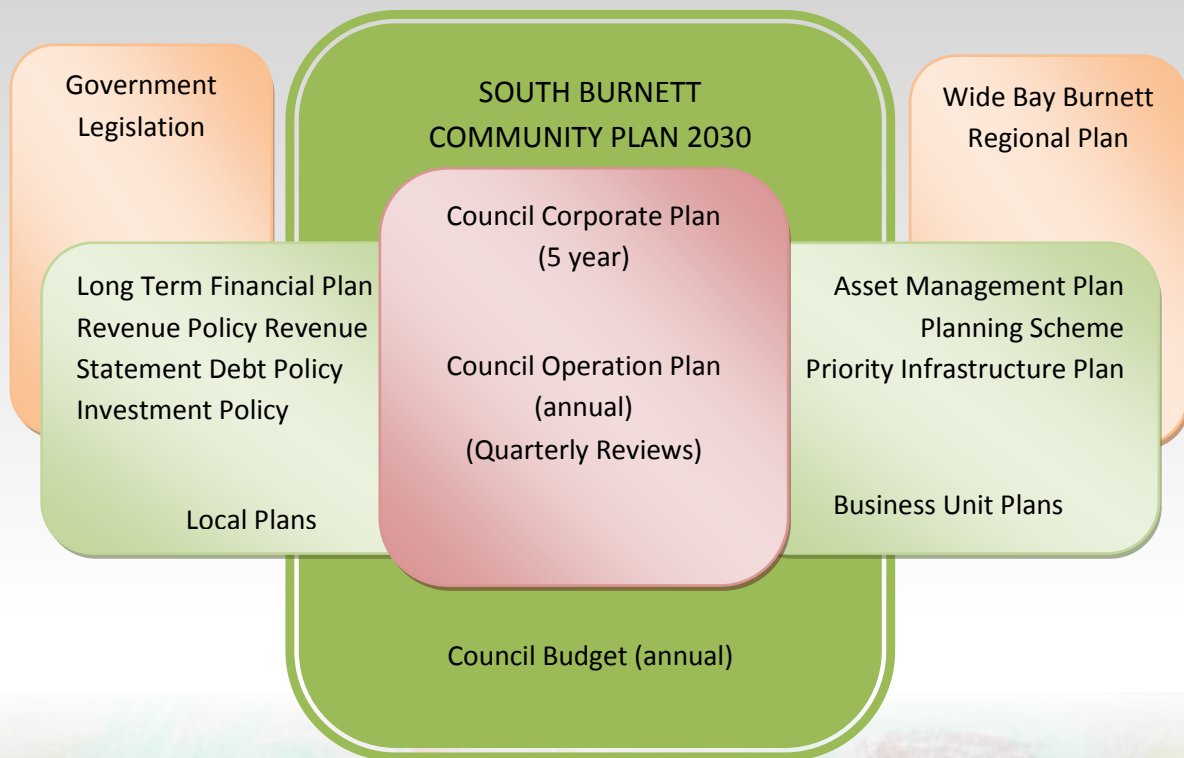 Government
Legislation
SOUTH BURNETT
COMMUNITY PLAN 2030
Wide Bay Burnett
Regional Plan
Council Corporate Plan
(5 year)
Council Operation Plan
(annual)
(Quarterly Reviews)
Long Term Financial Plan
Revenue Policy Revenue
Statement Debt Policy
Investment Policy
Local Plans
Asset Management Plan
Planning Scheme
Priority Infrastructure Plan
Business Unit Plans
Council Budget (annual)